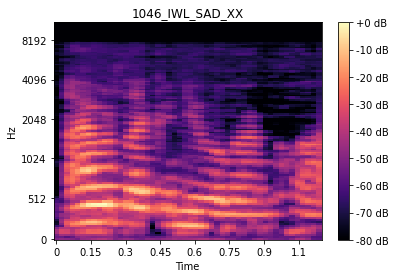 1046_IWL_SAD_XX
8192
4096
2048
1024
512
0
Hz
0
0.15
0.3
0.45
0.6
0.75
0.9
1.1
Time
+0 dB
-10 dB
-20 dB
-30 dB
-40 dB
-50 dB
-60 dB
-70 dB
-80 dB